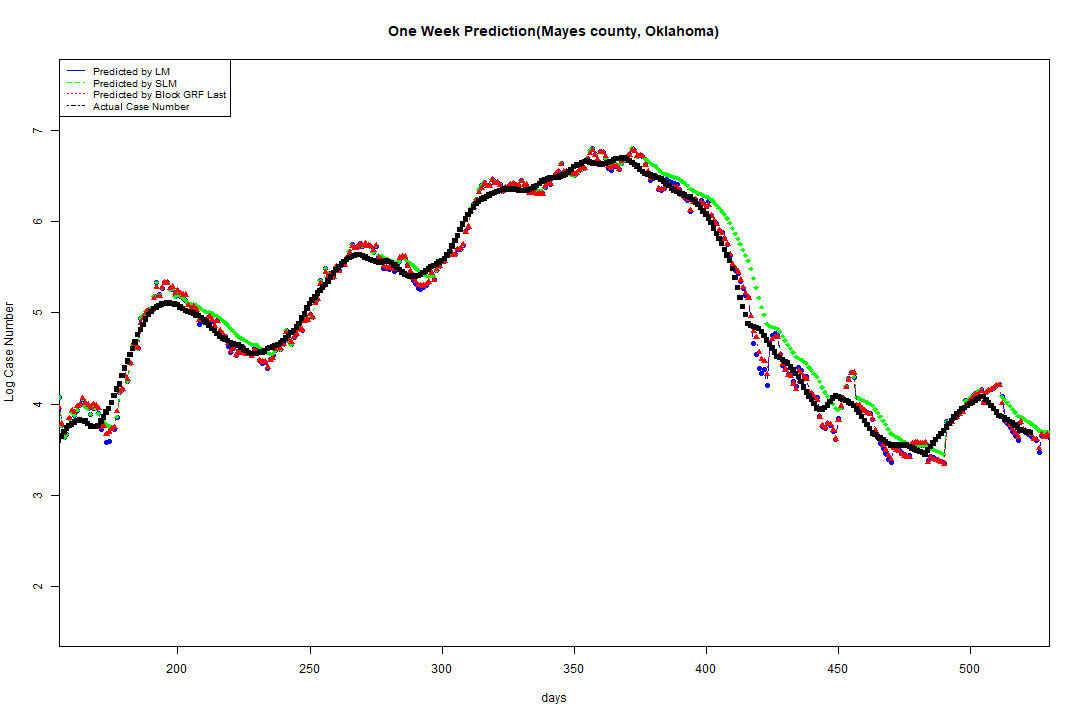 One Week Prediction(Mayes county, Oklahoma)
Predicted by LM
Predicted by SLM
Predicted by Block GRF Last
Actual Case Number
7
6
5
4
3
2
Log Case Number
200 250 300 350 400 450 500
days